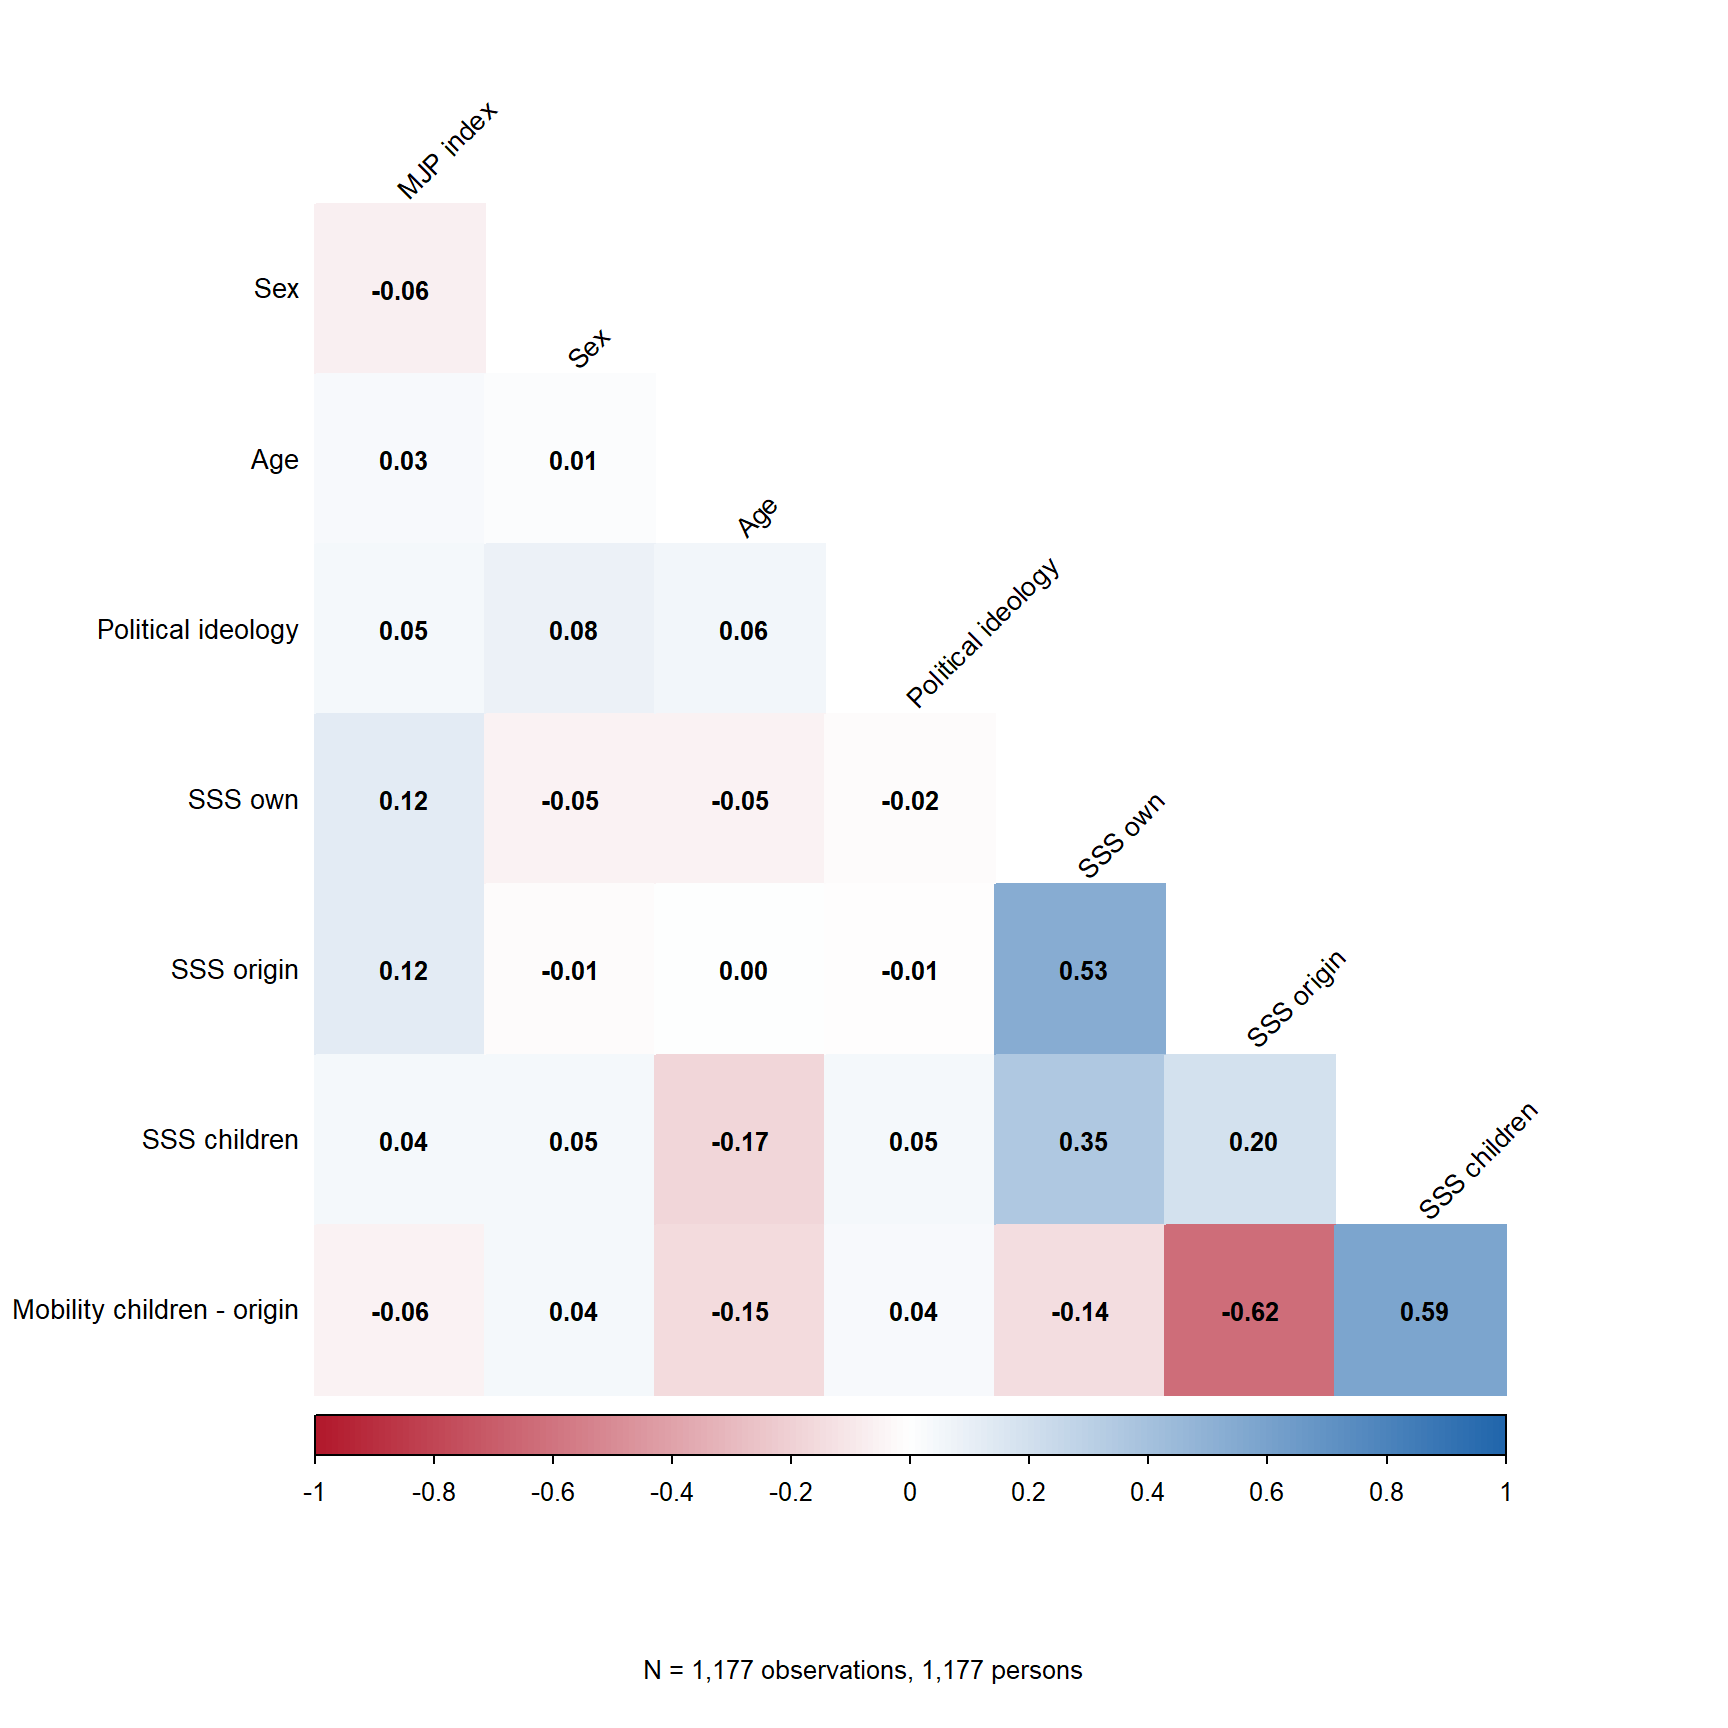 MJP index
Sex -0.06
Sex
Age 0.03 0.01
Age
Political ideology 0.05 0.08 0.06
Political ideology
SSS own 0.12 -0.05 -0.05 -0.02
SSS own
SSS origin 0.12 -0.01 0.00 -0.01 0.53
SSS origin
SSS children 0.04 0.05 -0.17 0.05 0.35 0.20
SSS children
Mobility children - origin -0.06 0.04 -0.15 0.04 -0.14 -0.62 0.59
-1 -0.8 -0.6 -0.4 -0.2 0 0.2 0.4 0.6 0.8 1
N = 1,177 observations, 1,177 persons